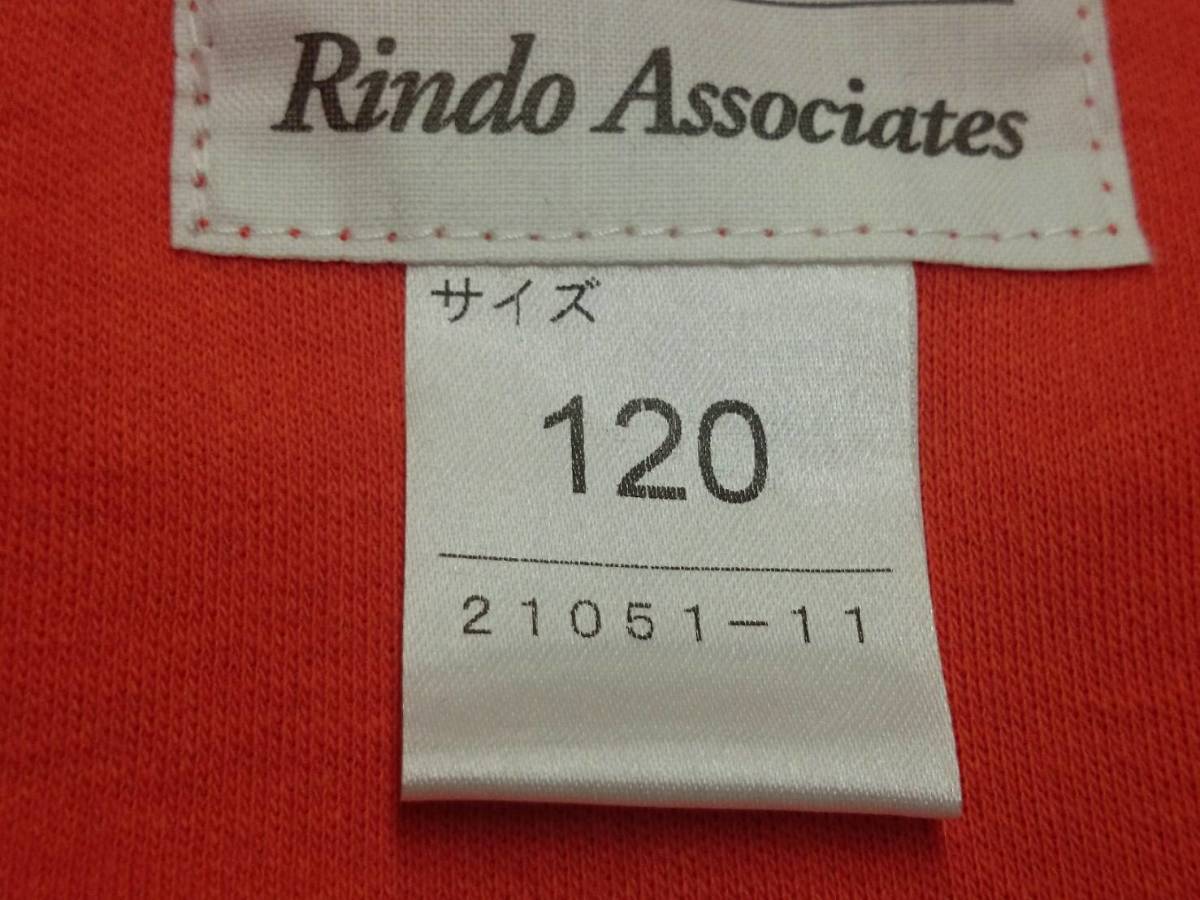 Rindo Associates
サイズ
120
21051-11